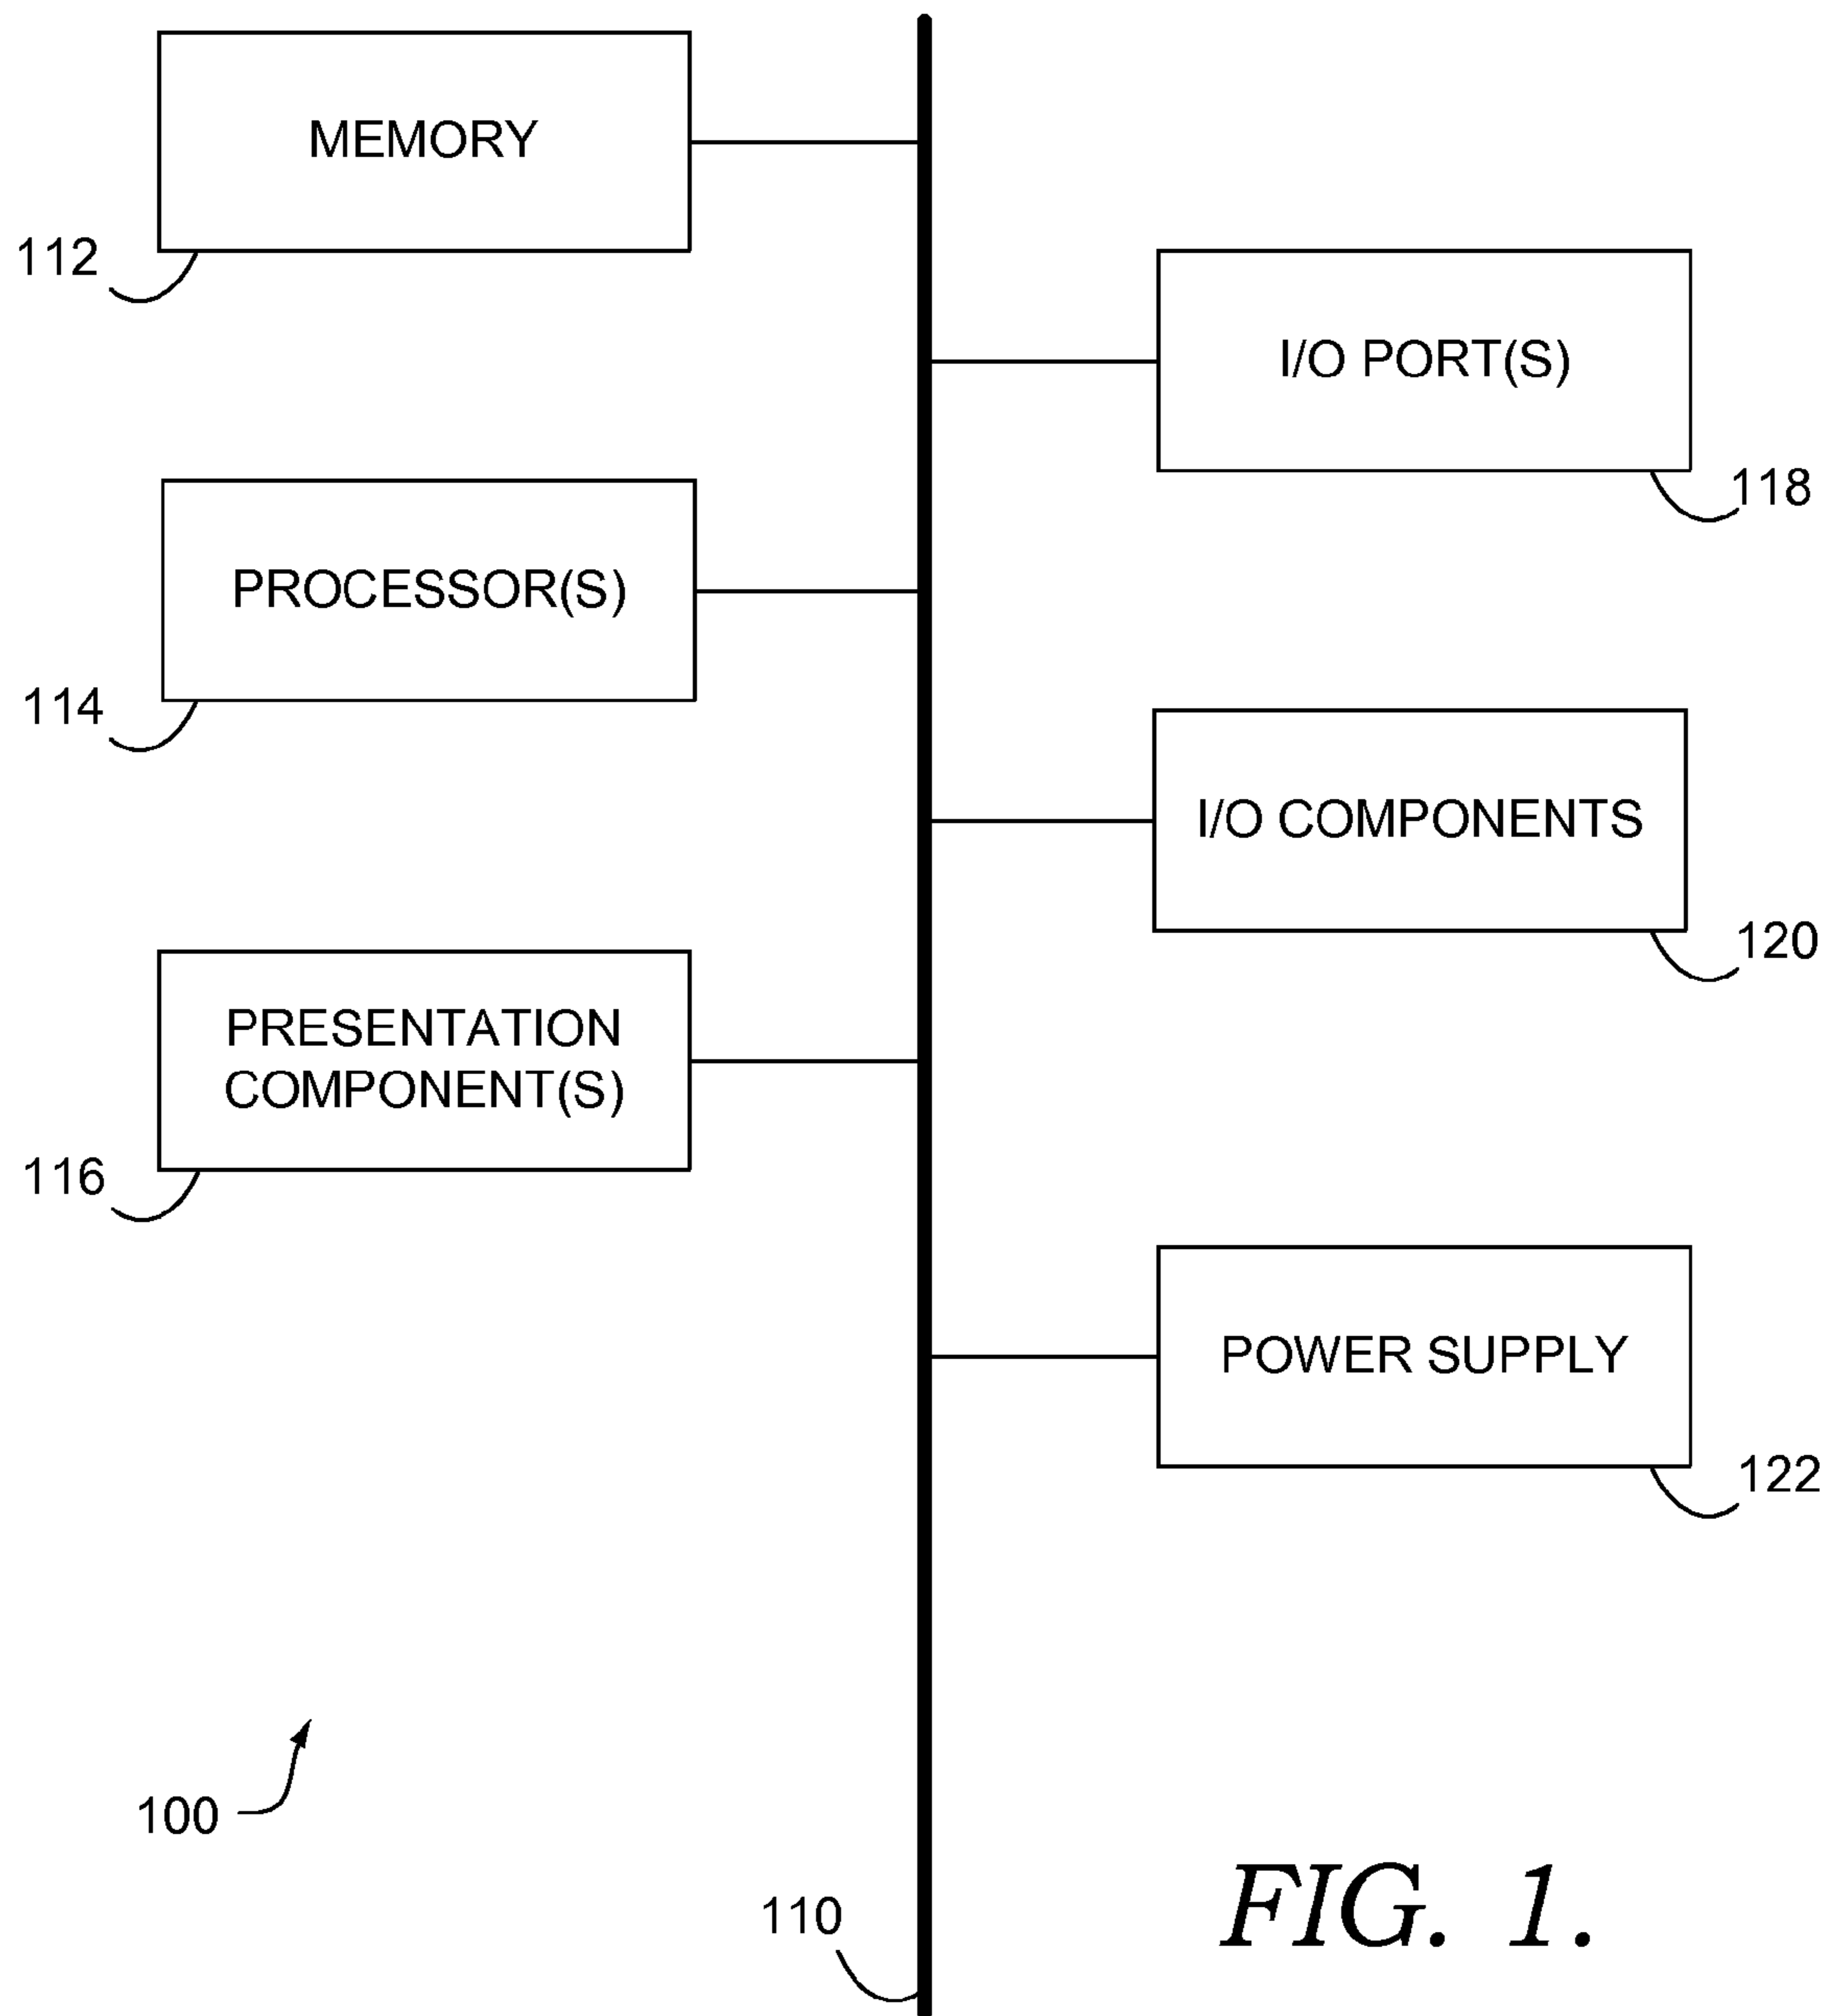 MEMORY
112
I/O PORT(S)
118
PROCESSOR(S)
114
I/O COMPONENTS
120
PRESENTATION
COMPONENT(S)
116
POWER SUPPLY
122
100
110
FIG. 1.